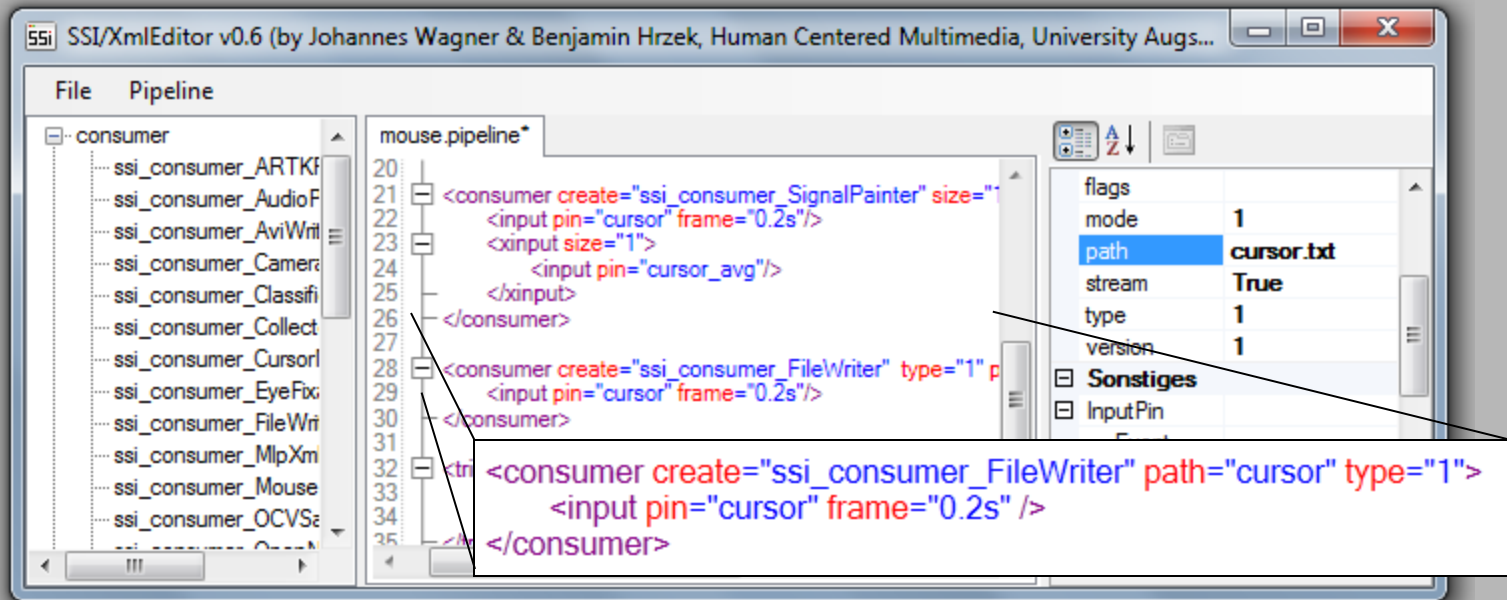 SSI/XmlEditor v0.6 (by Johannes Wagner & Benjamin Hrzek, Human Centered Multimedia, University Augs...
File Pipeline
consumer
ssi_consumer_ARTKF
ssi_consumer_AudioF
ssi_consumer_AviWrit
ssi_consumer_Camera
ssi_consumer_Classifi
ssi_consumer_Collect
ssi_consumer_CursorI
ssi_consumer_EyeFixa
ssi_consumer_FileWrit
ssi_consumer_MlpXml
ssi_consumer_Mouse
ssi_consumer_OCVSa
mouse.pipeline*
20
21 <consumer create="ssi_consumer_SignalPainter" size="1
22 <input pin="cursor" frame="0.2s"/>
23 <xinput size="1">
24 <input pin="cursor_avg"/>
25 </xinput>
26 </consumer>
27
28 <consumer create="ssi_consumer_FileWriter" type="1" p
29 <input pin="cursor" frame="0.2s"/>
30 </consumer>
31
32 <tri
33
34
35
<consumer create="ssi_consumer_FileWriter" path="cursor" type="1">
<input pin="cursor" frame="0.2s" />
</consumer>
flags
mode 1
path cursor.txt
stream True
type 1
version 1
Sonstiges
InputPin